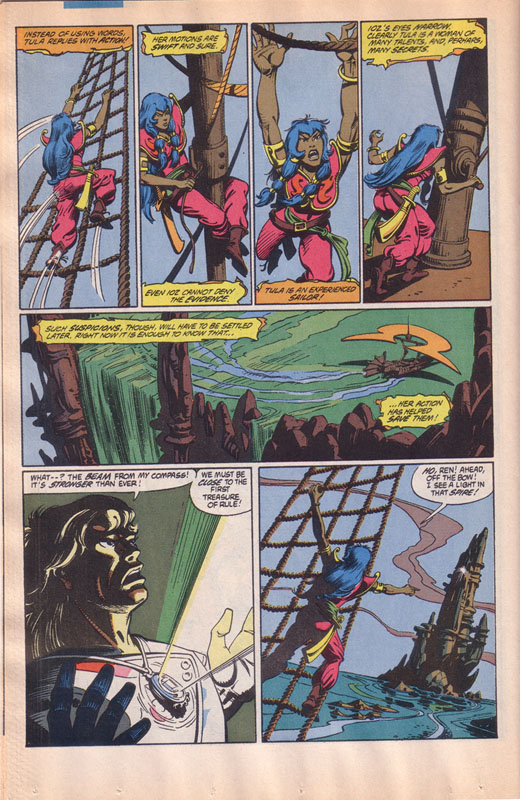 INSTEAD OF USING WORDS,
TULA REPLIES WITH ACTION!
HER MOTIONS ARE
SWIFT AND SURE.
EVEN IOZ CANNOT DENY
THE EVIDENCE.
TULA IS AN EXPERIENCED
SAILOR!
IOZ'S EYES NARROW.
CLEARLY TULA IS A WOMAN OF
MANY TALENTS, AND, PERHAPS,
MANY SECRETS.
SUCH SUSPICIONS, THOUGH, WILL HAVE TO BE SETTLED
LATER, RIGHT NOW IT IS ENOUGH TO KNOW THAT...
...HER ACTION
HAS HELPED
SAVE THEM!
WHAT--? THE BEAM FROM MY COMPASS!
IT'S STRONGER THAN EVER!
WE MUST BE
CLOSE TO THE
FIRST
TREASURE
OF RULE!
HO, REN! AHEAD,
OFF THE BOW!
I SEE A LIGHT IN
THAT SPIRE!